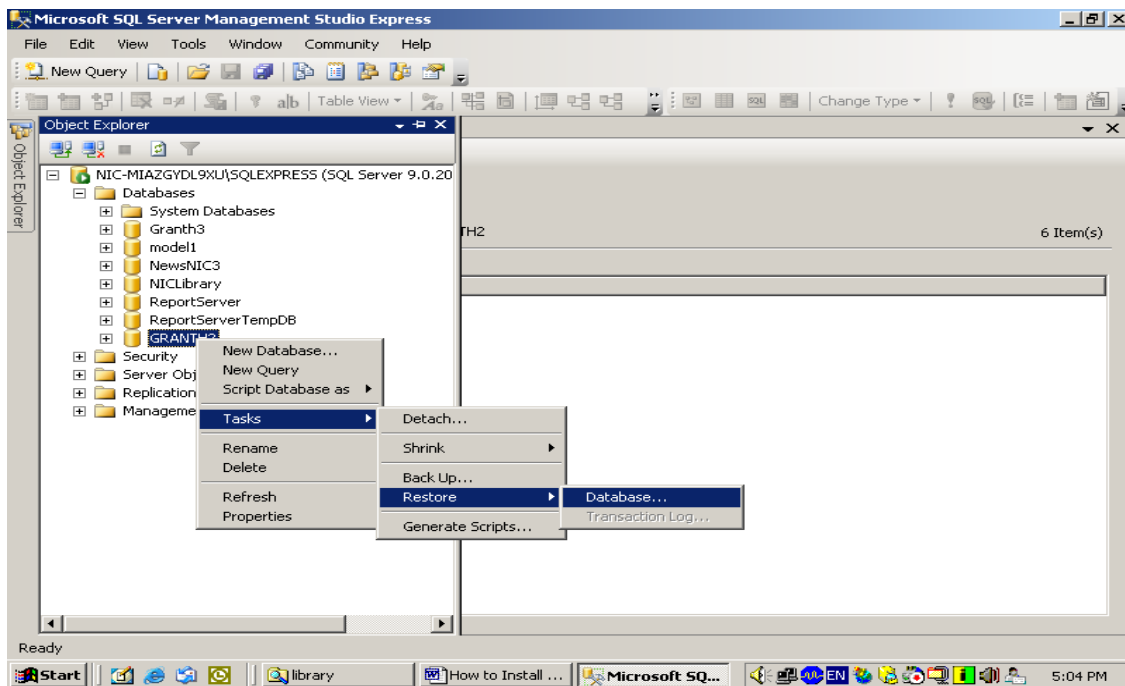 Microsoft SQL Server Management Studio Express
File Edit View Tools Window Community Help
New Query
Table View Change Type
Object Explorer
Object Explorer
NIC-MIAZGYDL9XU\SQLEXPRESS (SQL Server 9.0.20
Databases
System Databases
Granth3
TH2 6 Item(s)
model1
NewsNIC3
NICLibrary
ReportServer
ReportServerTempDB
GRANTH2
Security
Server Obj
Replication
Manageme
New Database...
New Query
Script Database as
Tasks
Rename
Delete
Refresh
Properties
Detach...
Shrink
Back Up...
Restore
Generate Scripts...
Database...
Transaction Log...
Ready
Start library How to Install ... Microsoft SQ... EN 5:04 PM